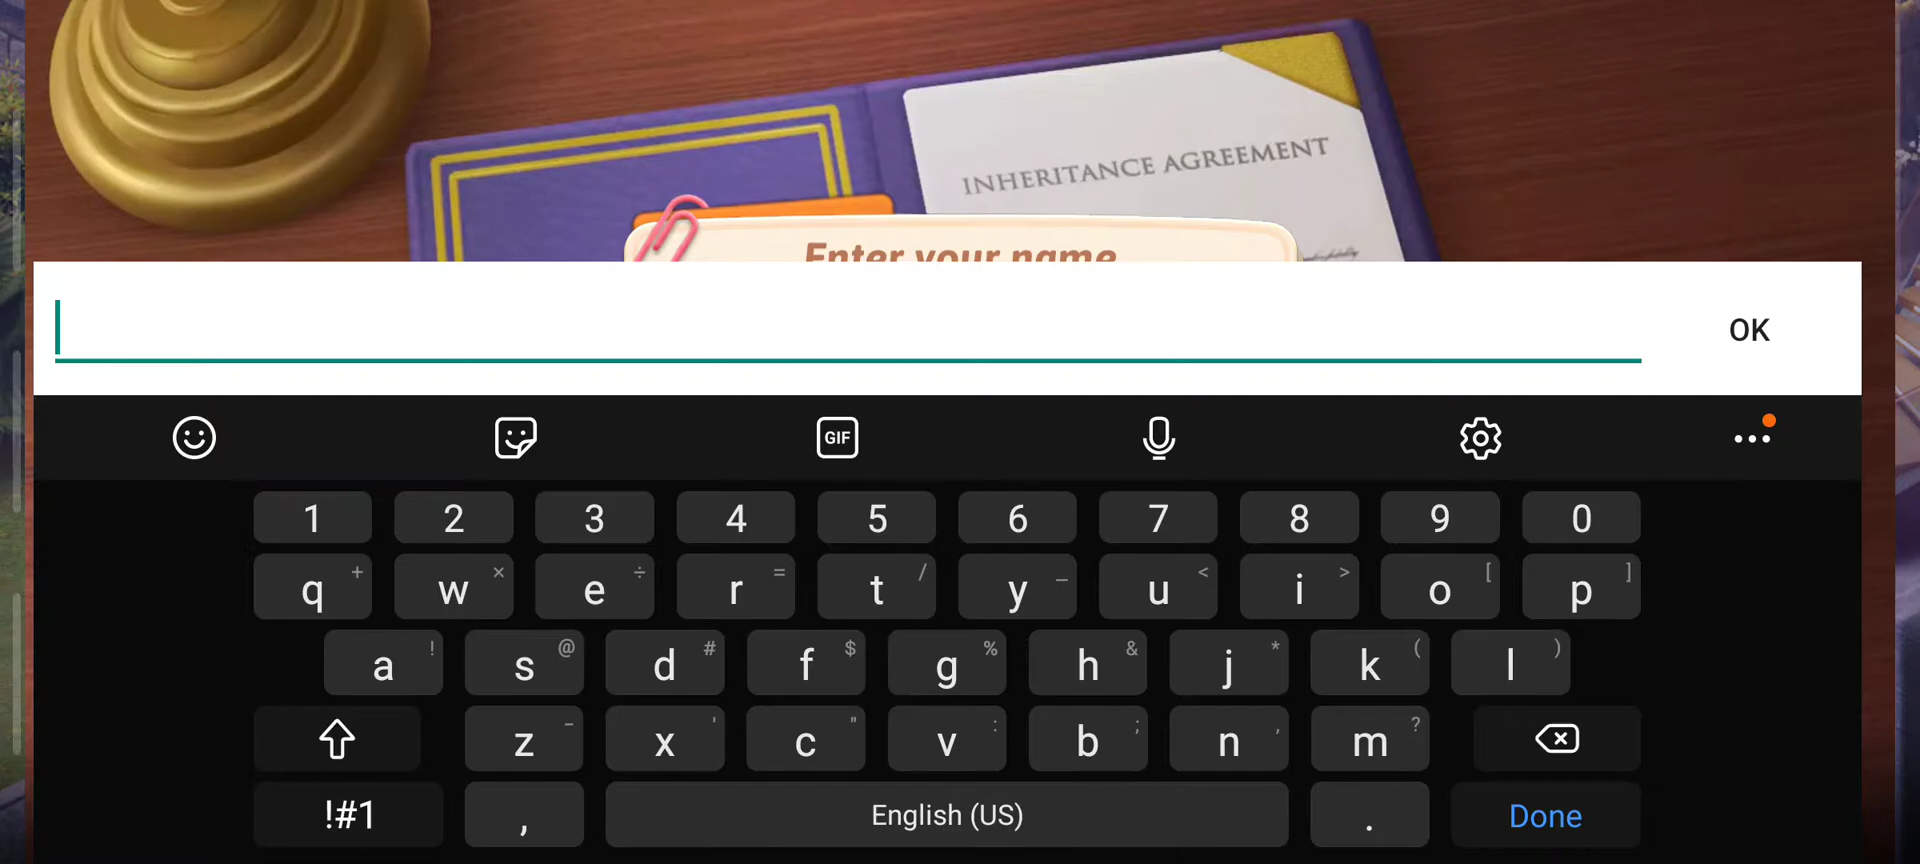 INHERITANCE AGREEMENT
Enter your name
OK
GIF
1 2 3 4 5 6 7 8 9 0
q + w × e ÷ r = t / y _ u < i > o [ p ]
a ! s @ d # f $ g % h & j * k ( l )
z - x ' c " v : b ; n , m ?
!#1 , English (US) . Done